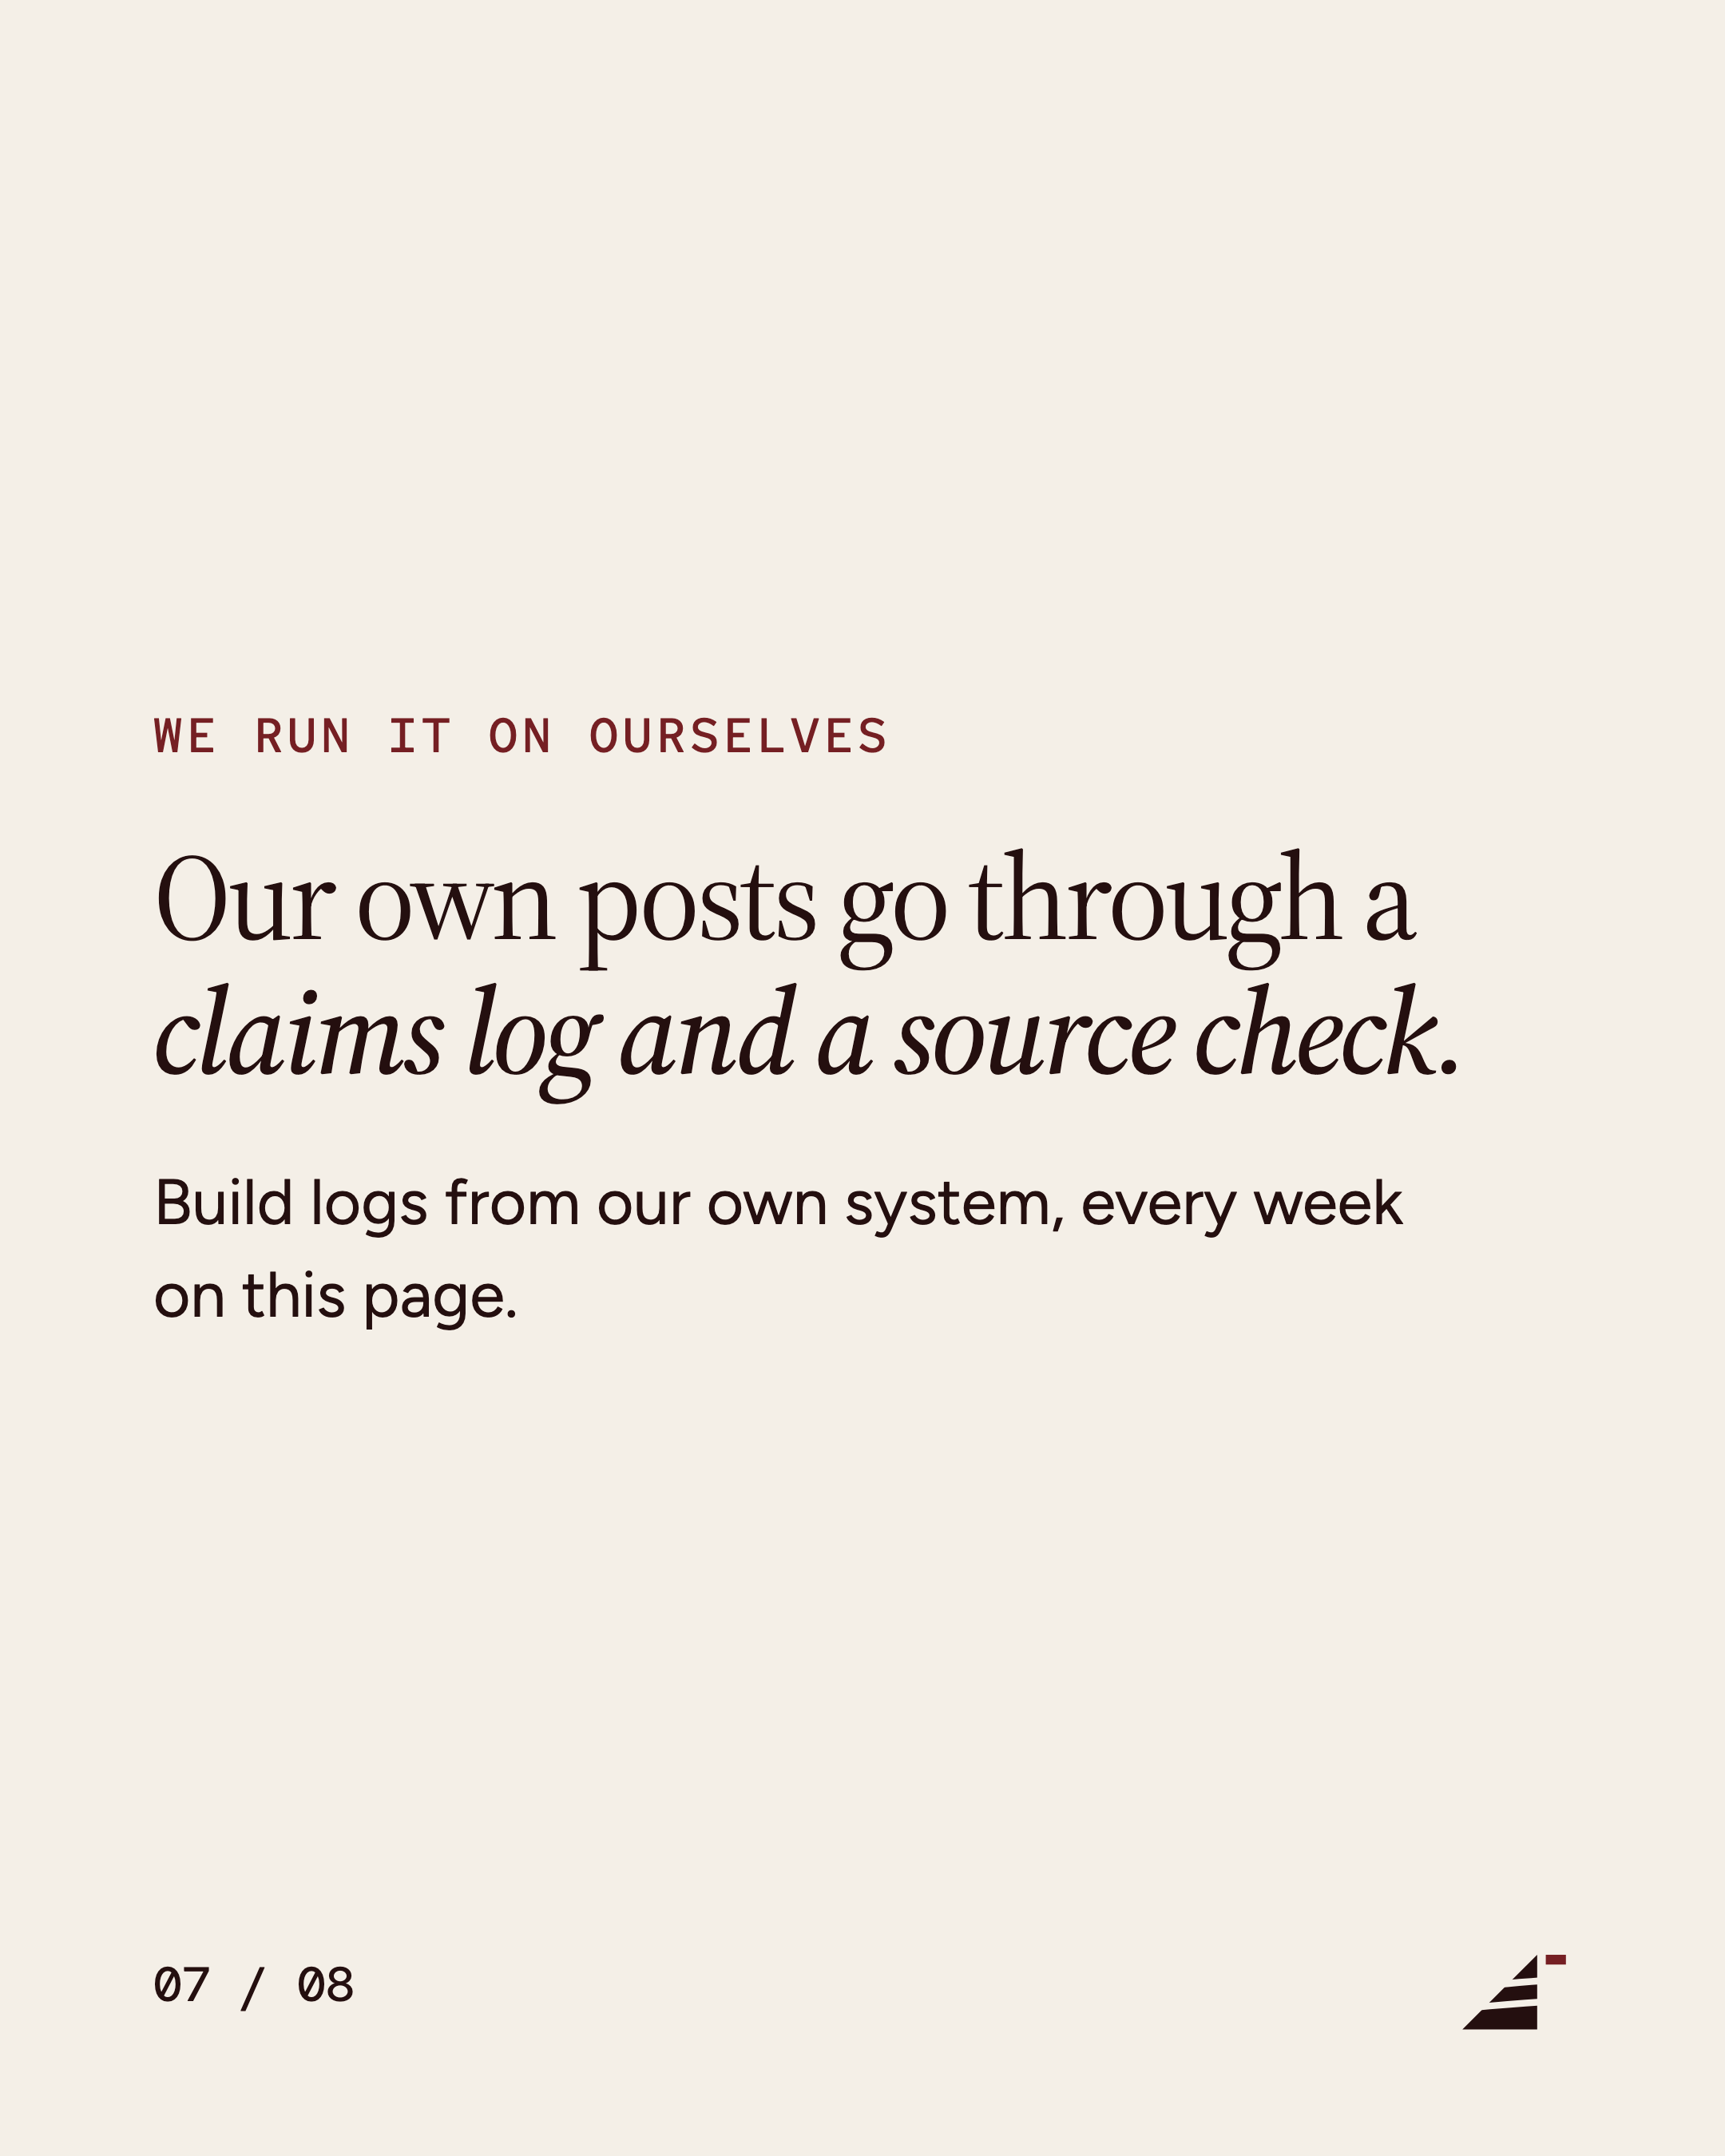 WE RUN IT ON OURSELVES
Our own posts go through a
claims log and a source check.
Build logs from our own system, every week
on this page.
07 / 08